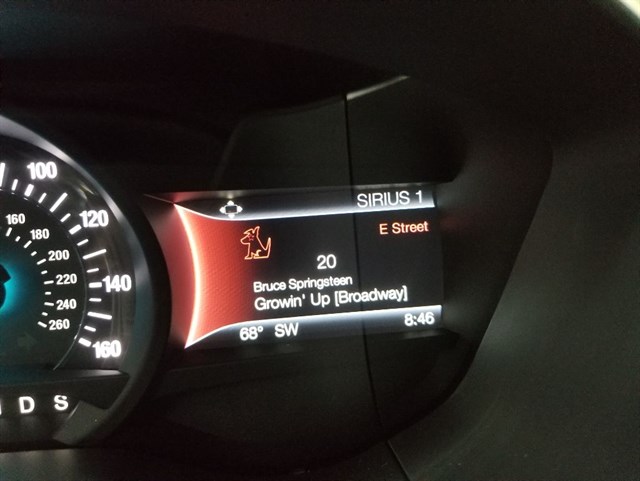 SIRIUS 1
E Street
20
Bruce Springsteen
Growin' Up [Broadway]
68° SW 8:46
100
120
140
160
160
180
200
220
240
260
D S